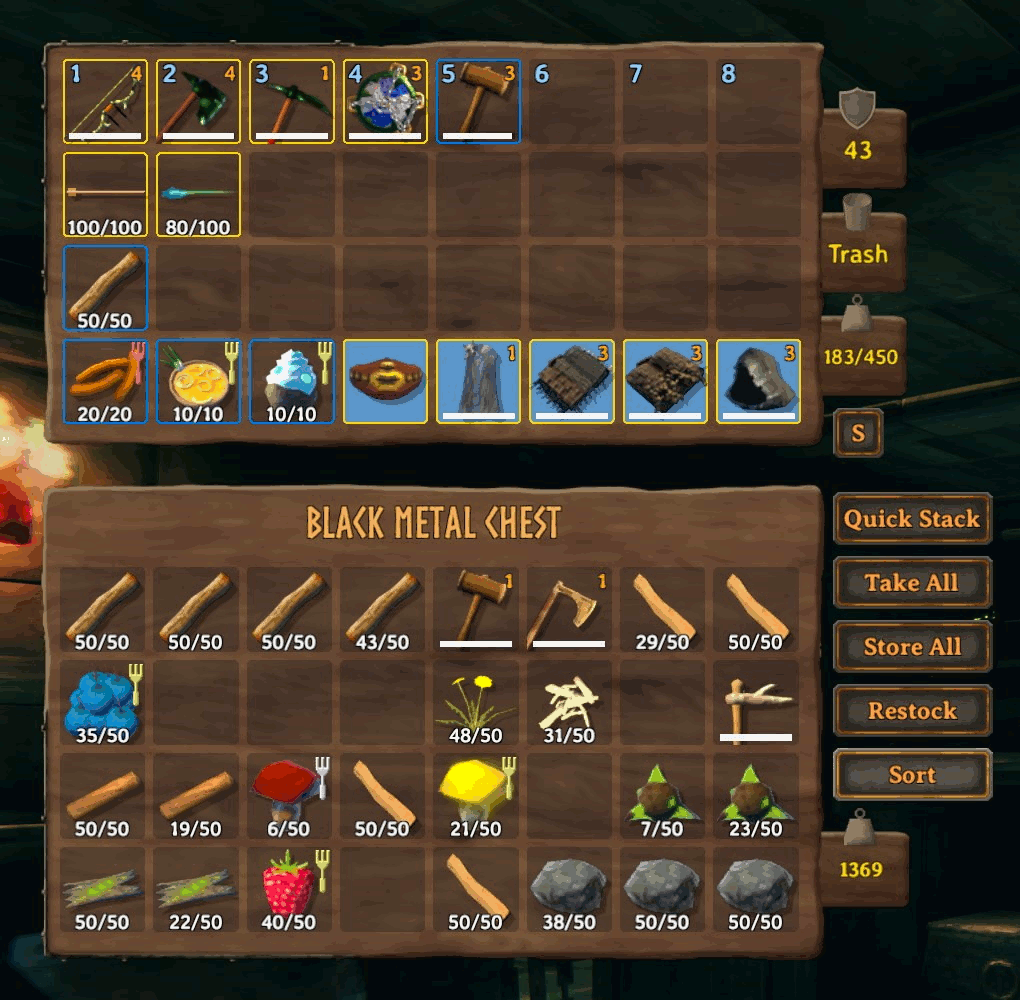 1 4 2 4 3 1 4 3 5 3 6 7 8
43
100/100 80/100
Trash
50/50
1 3 3 3
183/450
20/20 10/10 10/10
S
BLACK METAL CHEST
Quick Stack
1 1
Take All
50/50 50/50 50/50 43/50 29/50 50/50
Store All
Restock
35/50 48/50 31/50
Sort
50/50 19/50 6/50 50/50 21/50 7/50 23/50
1369
50/50 22/50 40/50 50/50 38/50 50/50 50/50